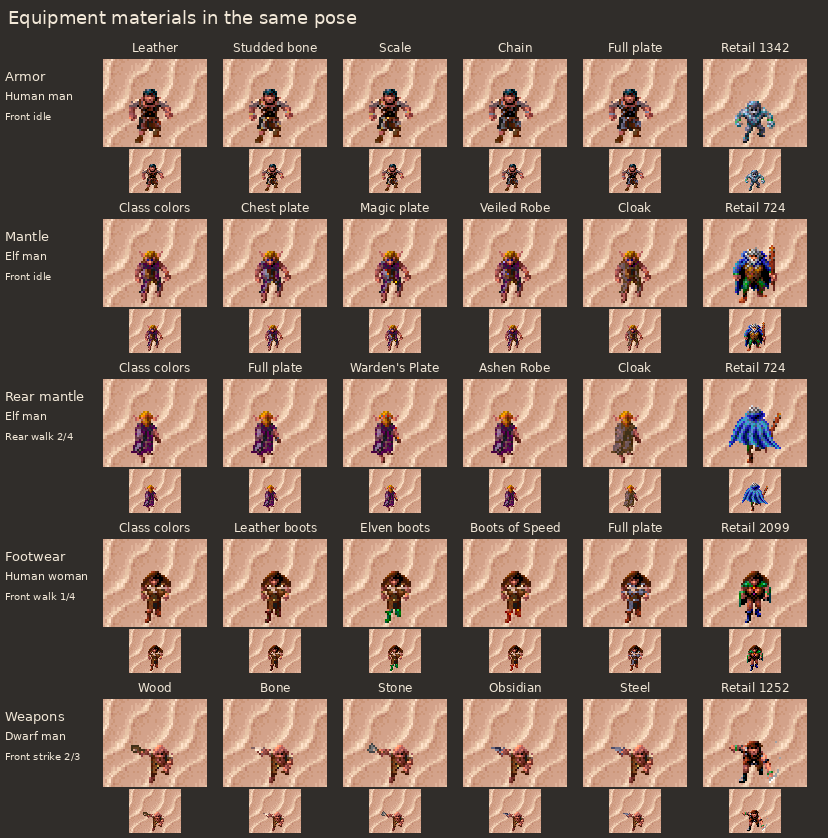 Equipment materials in the same pose
Leather Studded bone Scale Chain Full plate Retail 1342
Armor
Human man
Front idle
Class colors Chest plate Magic plate Veiled Robe Cloak Retail 724
Mantle
Elf man
Front idle
Class colors Full plate Warden's Plate Ashen Robe Cloak Retail 724
Rear mantle
Elf man
Rear walk 2/4
Class colors Leather boots Elven boots Boots of Speed Full plate Retail 2099
Footwear
Human woman
Front walk 1/4
Wood Bone Stone Obsidian Steel Retail 1252
Weapons
Dwarf man
Front strike 2/3